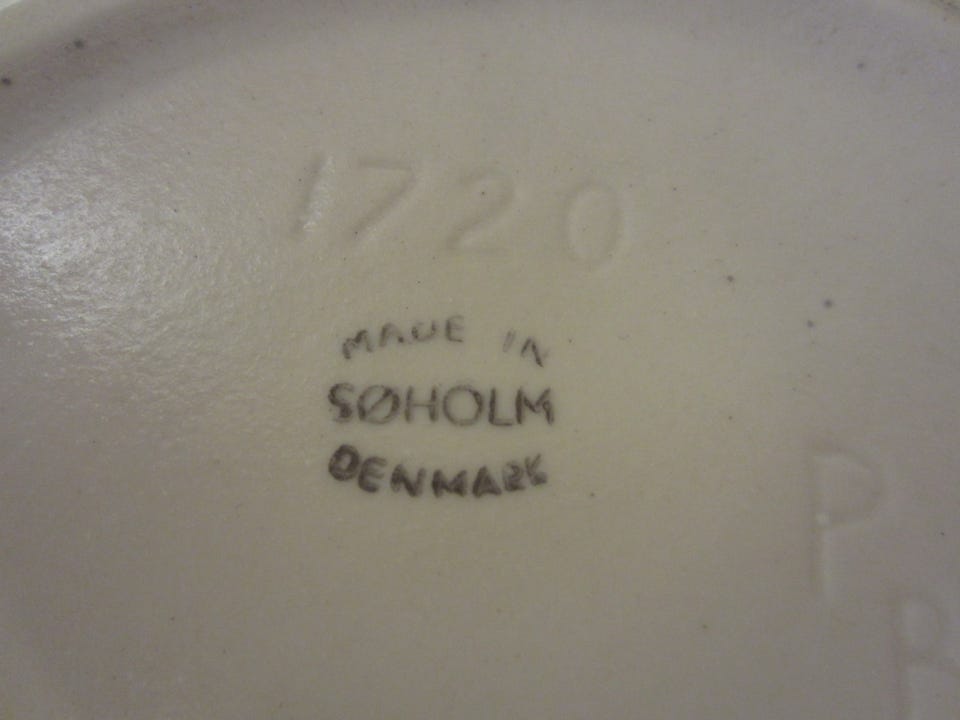 1720
MADE IN
SØHOLM
DENMARK
P
R